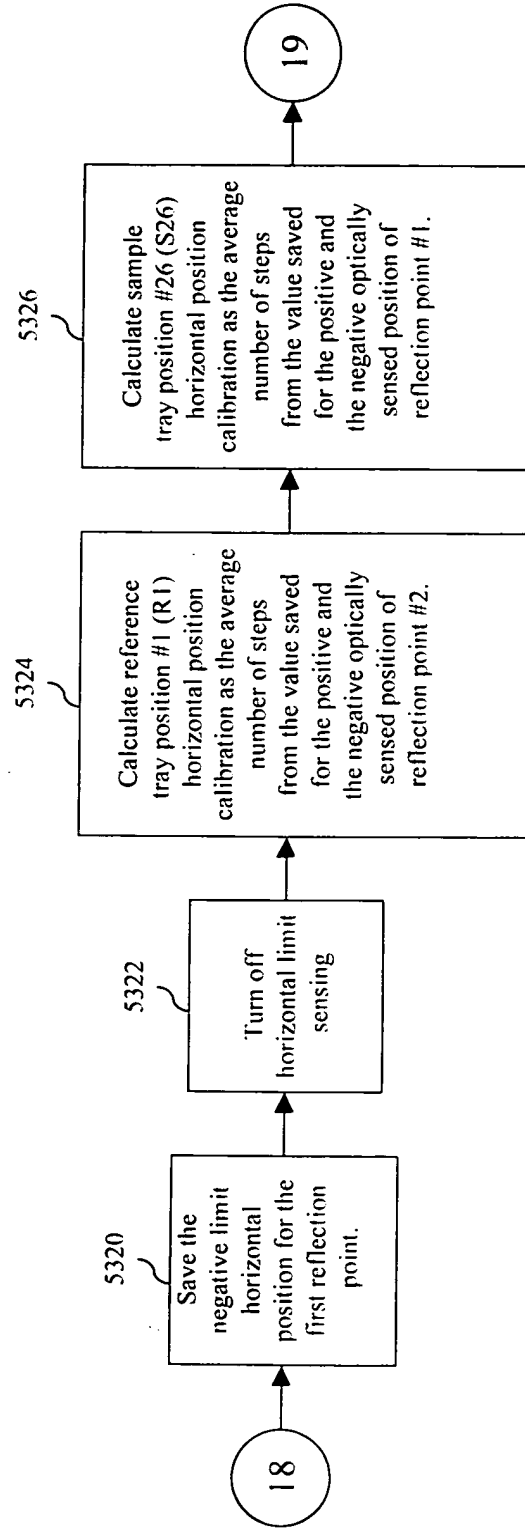 18
5320
Save the
negative limit
horizontal
position for the
first reflection
point.
5322
Turn off
horizontal limit
sensing
5324
Calculate reference
tray position #1 (R1)
horizontal position
calibration as the average
number of steps
from the value saved
for the positive and
the negative optically
sensed position of
reflection point #2.
5326
Calculate sample
tray position #26 (S26)
horizontal position
calibration as the average
number of steps
from the value saved
for the positive and
the negative optically
sensed position of
reflection point #1.
19